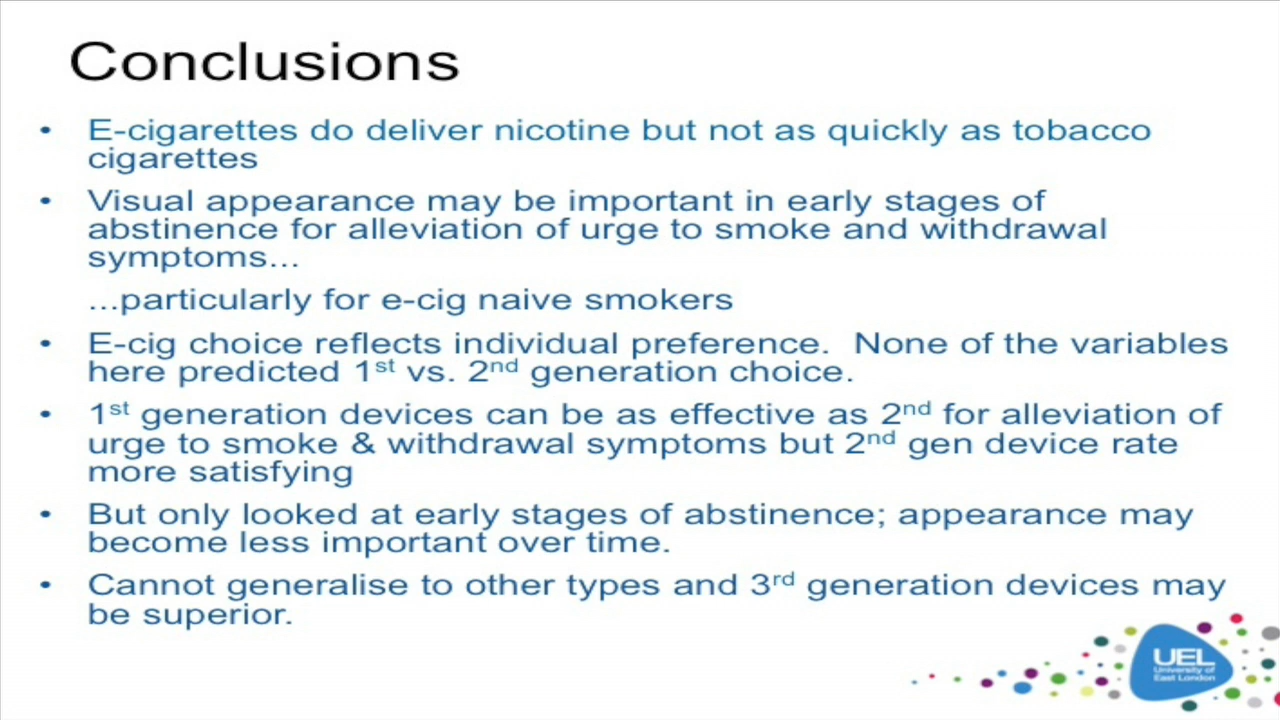 Conclusions
• E-cigarettes do deliver nicotine but not as quickly as tobacco
cigarettes
• Visual appearance may be important in early stages of
abstinence for alleviation of urge to smoke and withdrawal
symptoms...
...particularly for e-cig naive smokers
• E-cig choice reflects individual preference.  None of the variables
here predicted 1st vs. 2nd generation choice.
• 1st generation devices can be as effective as 2nd for alleviation of
urge to smoke & withdrawal symptoms but 2nd gen device rate
more satisfying
• But only looked at early stages of abstinence; appearance may
become less important over time.
• Cannot generalise to other types and 3rd generation devices may
be superior.
UEL
University of
East London